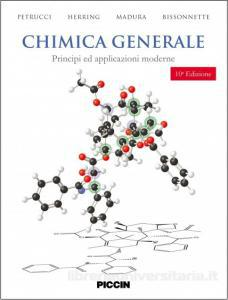 PETRUCCI HERRING MADURA BISSONNETTE
CHIMICA GENERALE
Principi ed applicazioni moderne
10ª Edizione
PICCIN
libreriauniversitaria.it